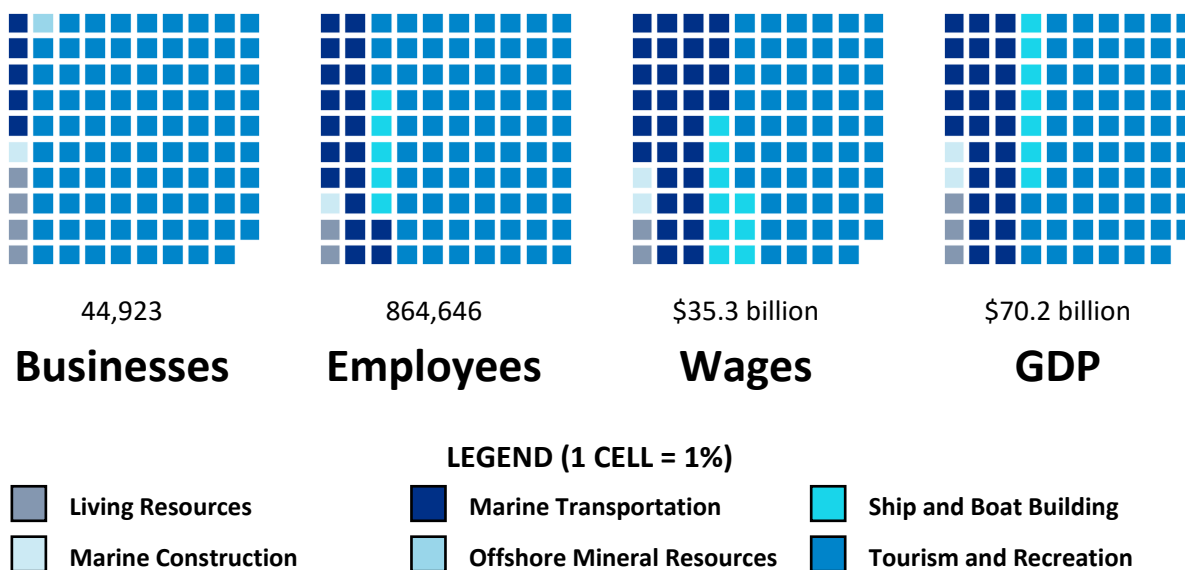 44,923 864,646 $35.3 billion $70.2 billion
Businesses Employees Wages GDP
LEGEND (1 CELL = 1%)
Living Resources Marine Transportation Ship and Boat Building
Marine Construction Offshore Mineral Resources Tourism and Recreation